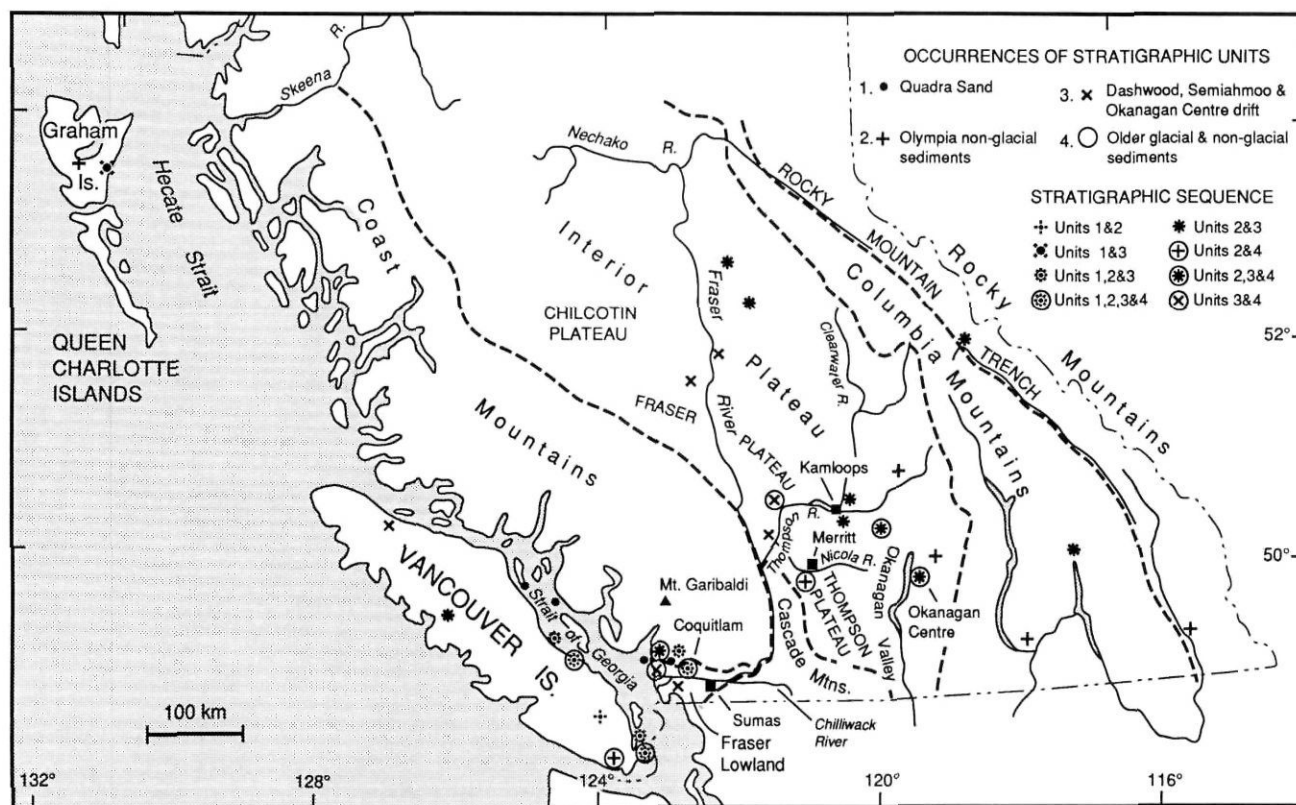 OCCURRENCES OF STRATIGRAPHIC UNITS
1. Quadra Sand
2. Olympia non-glacial
sediments
3. Dashwood, Semiahmoo &
Okanagan Centre drift
4. Older glacial & non-glacial
sediments
STRATIGRAPHIC SEQUENCE
Units 1&2
Units 1&3
Units 1,2&3
Units 1,2,3&4
Units 2&3
Units 2&4
Units 2,3&4
Units 3&4
Skeena R.
Graham
Is.
Hecate
Strait
QUEEN
CHARLOTTE
ISLANDS
Nechako R.
Coast
Mountains
Interior
Plateau
CHILCOTIN
PLATEAU
FRASER
PLATEAU
Fraser
River
Clearwater R.
ROCKY
MOUNTAIN
TRENCH
Rocky
Mountains
Columbia
Mountains
Kamloops
Thompson R.
Merritt
Nicola R.
THOMPSON
PLATEAU
Okanagan
Valley
Okanagan
Centre
Cascade Mtns.
VANCOUVER IS.
Strait of Georgia
Mt. Garibaldi
Coquitlam
Sumas
Fraser
Lowland
Chilliwack
River
100 km
52°
50°
132°
128°
124°
120°
116°